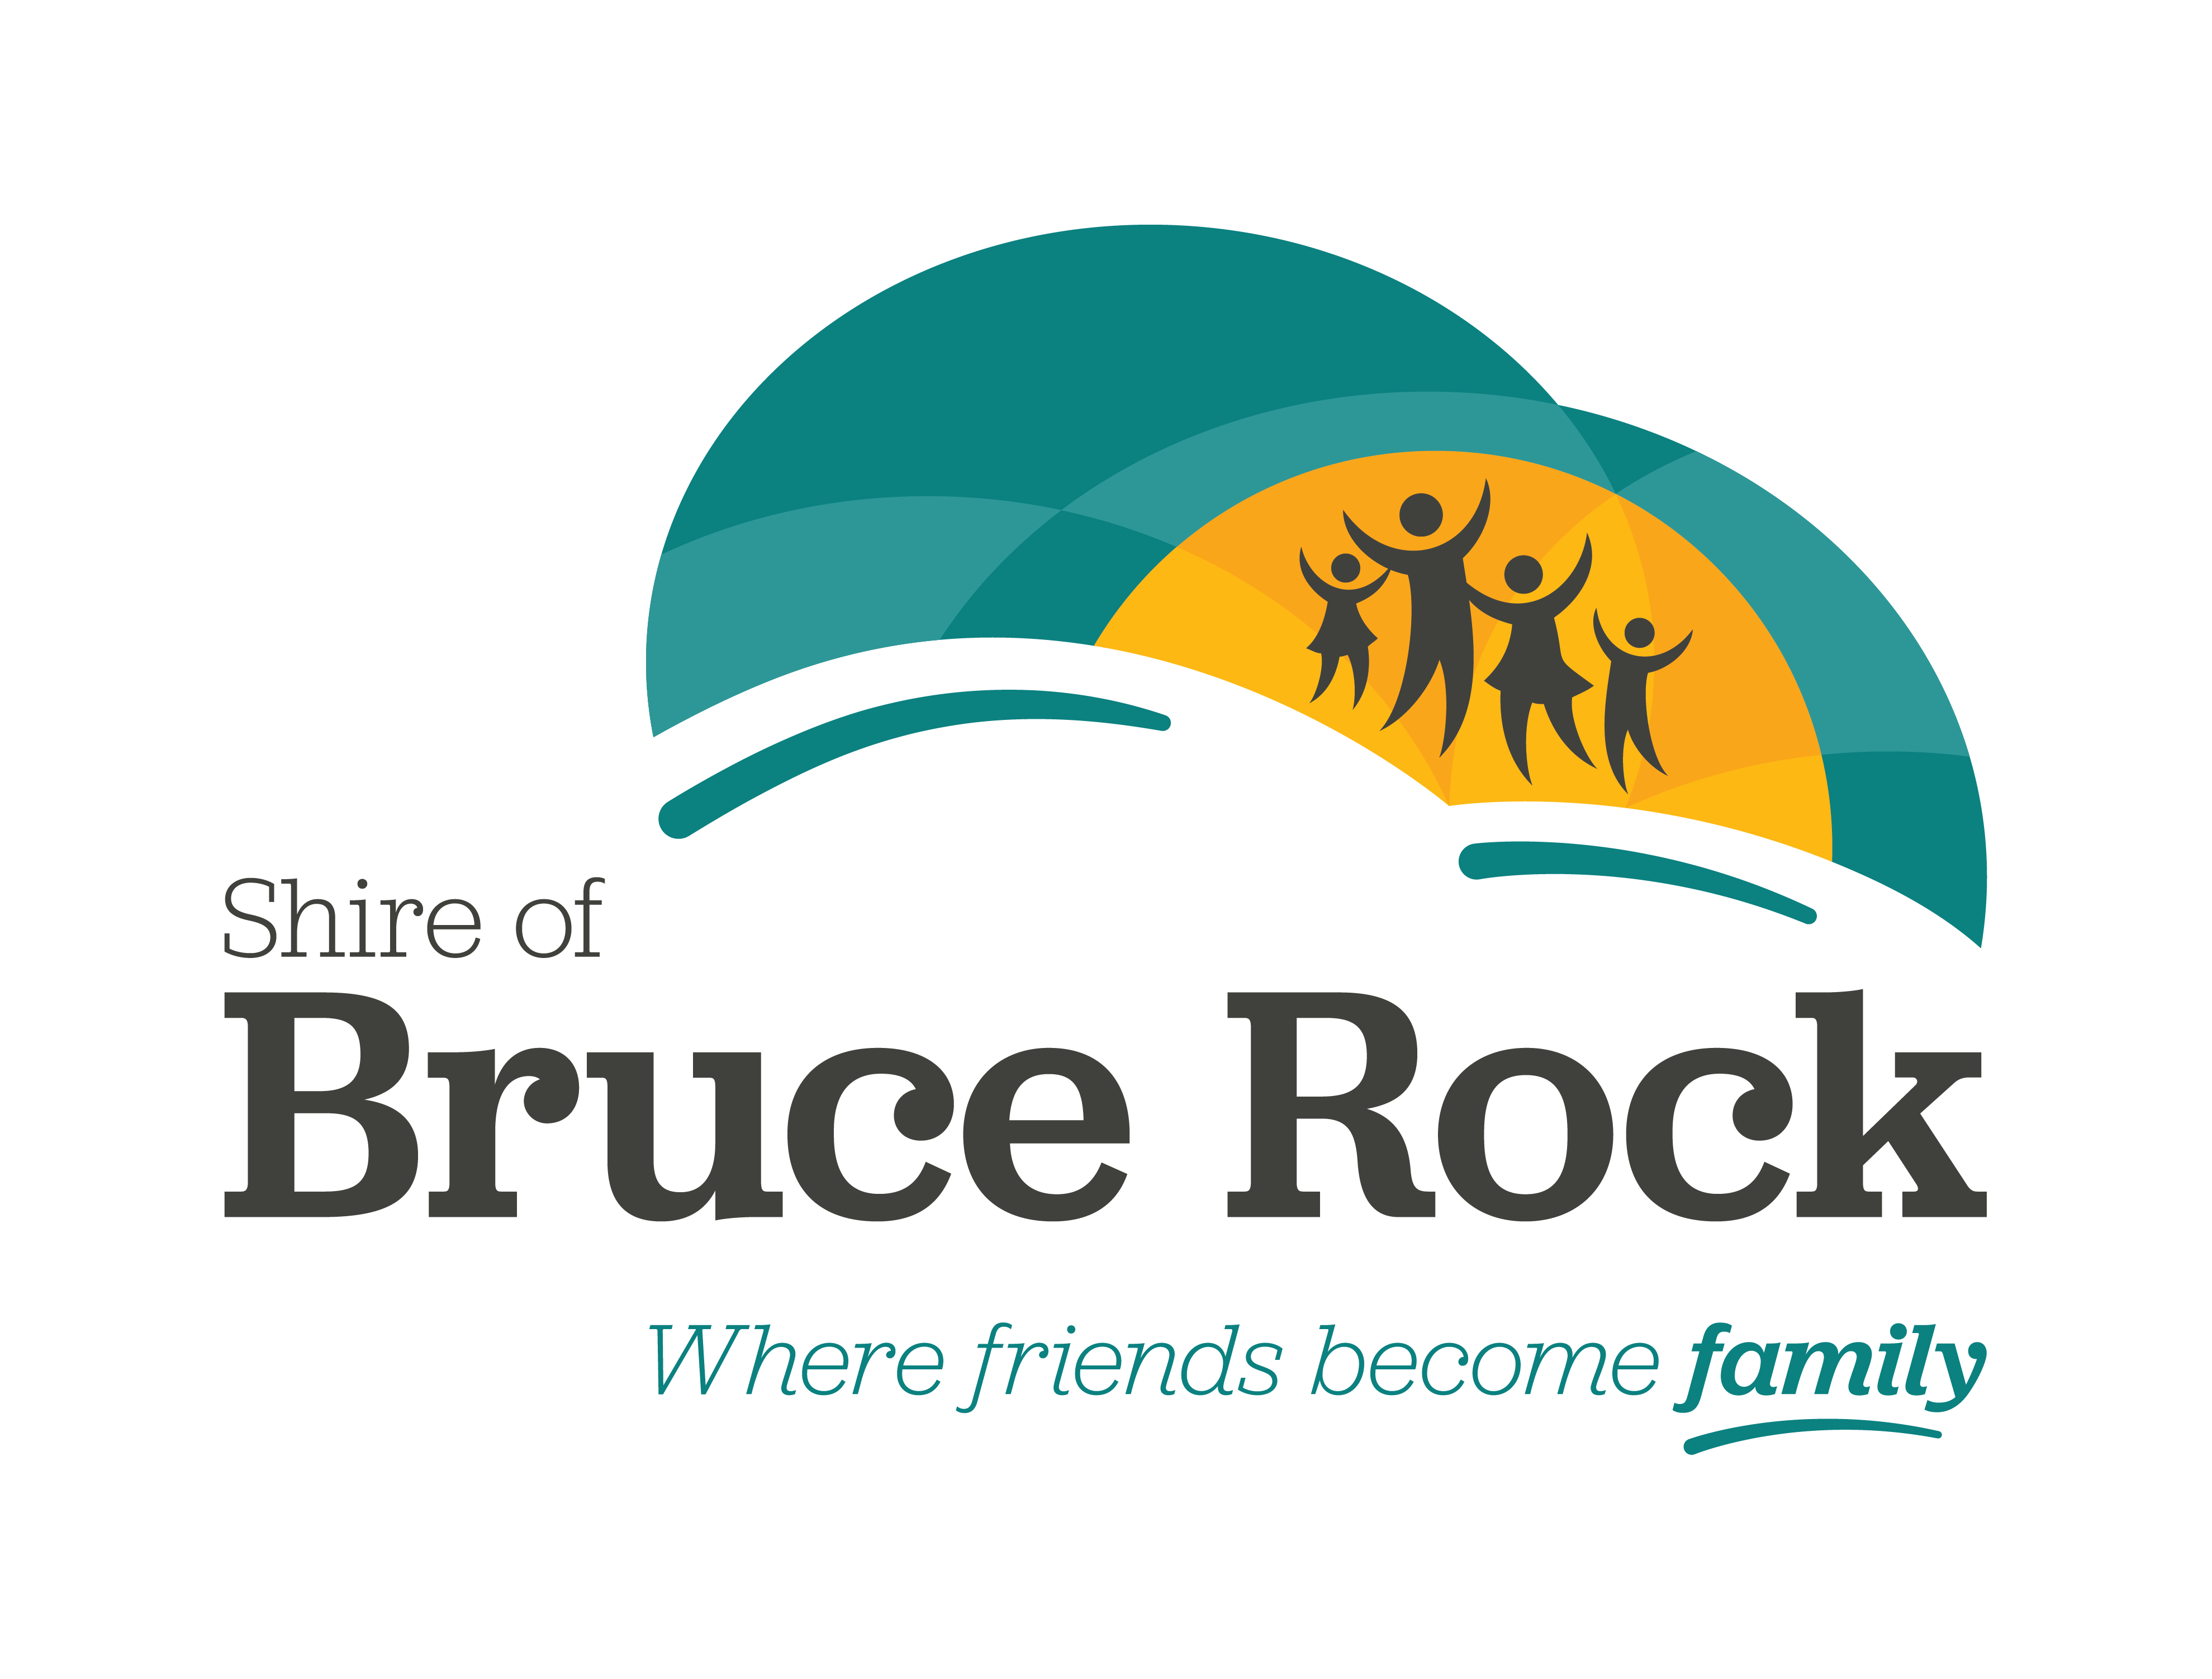 Shire of
Bruce Rock
Where friends become family